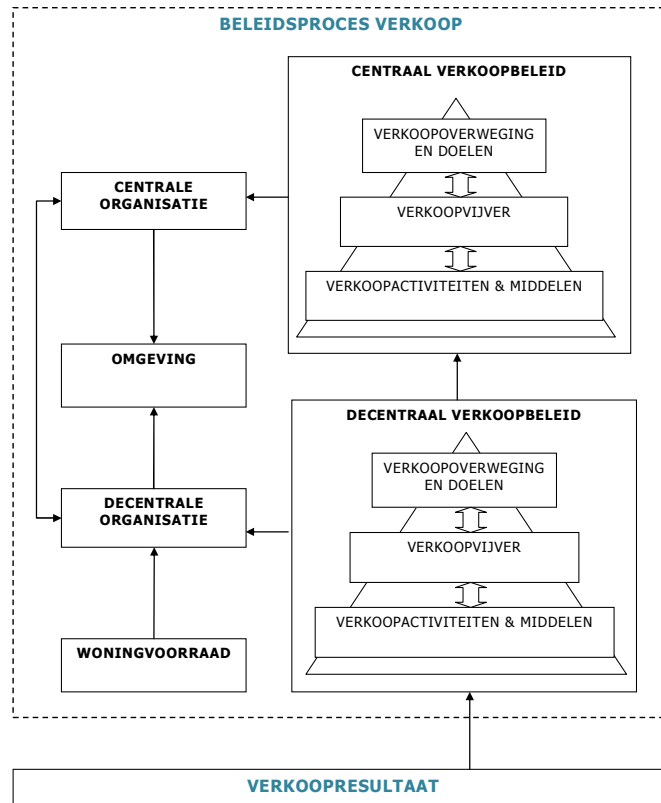 BELEIDSPROCES VERKOOP
CENTRAAL VERKOOPBELEID
VERKOOPOVERWEGING
EN DOELEN
VERKOOPVIJVER
VERKOOPACTIVITEITEN & MIDDELEN
CENTRALE
ORGANISATIE
OMGEVING
DECENTRALE
ORGANISATIE
WONINGVOORRAAD
DECENTRAAL VERKOOPBELEID
VERKOOPOVERWEGING
EN DOELEN
VERKOOPVIJVER
VERKOOPACTIVITEITEN & MIDDELEN
VERKOOPRESULTAAT